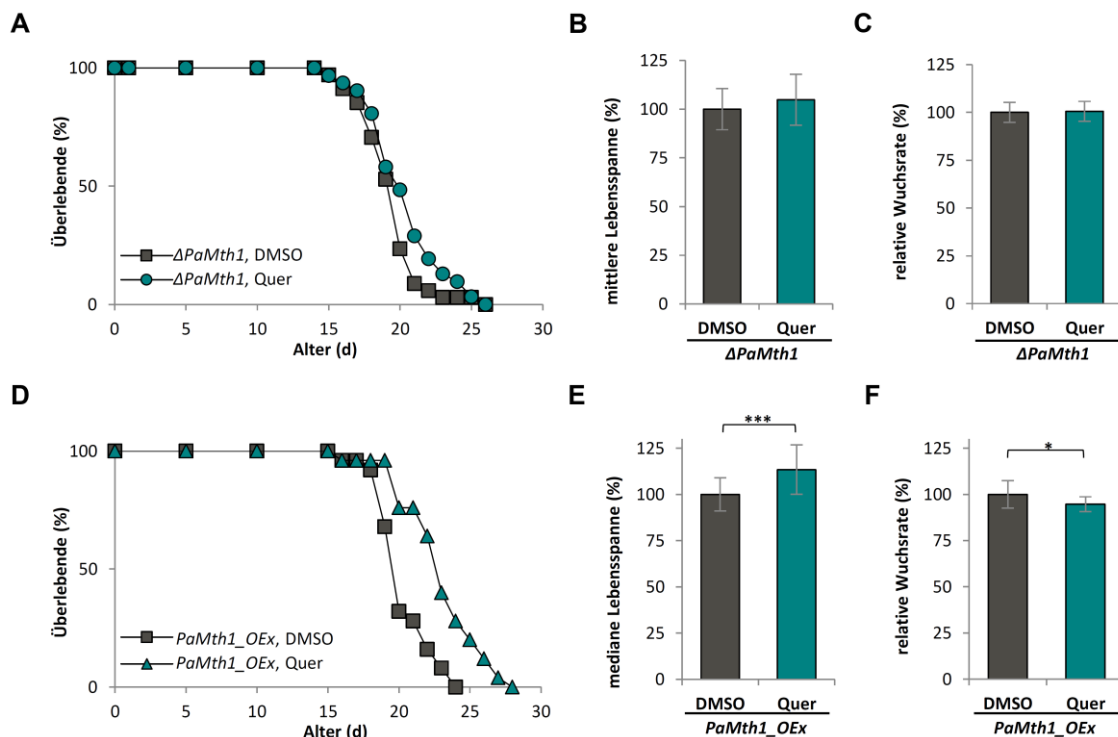 A
Überlebende (%)
100
50
0
ΔPaMth1, DMSO
ΔPaMth1, Quer
0 5 10 15 20 25 30
Alter (d)
B
mittlere Lebensspanne (%)
125
100
75
50
25
0
DMSO Quer
ΔPaMth1
C
relative Wuchsrate (%)
125
100
75
50
25
0
DMSO Quer
ΔPaMth1
D
Überlebende (%)
100
50
0
PaMth1_OEx, DMSO
PaMth1_OEx, Quer
0 5 10 15 20 25 30
Alter (d)
E
mediane Lebensspanne (%)
***
125
100
75
50
25
0
DMSO Quer
PaMth1_OEx
F
relative Wuchsrate (%)
*
125
100
75
50
25
0
DMSO Quer
PaMth1_OEx